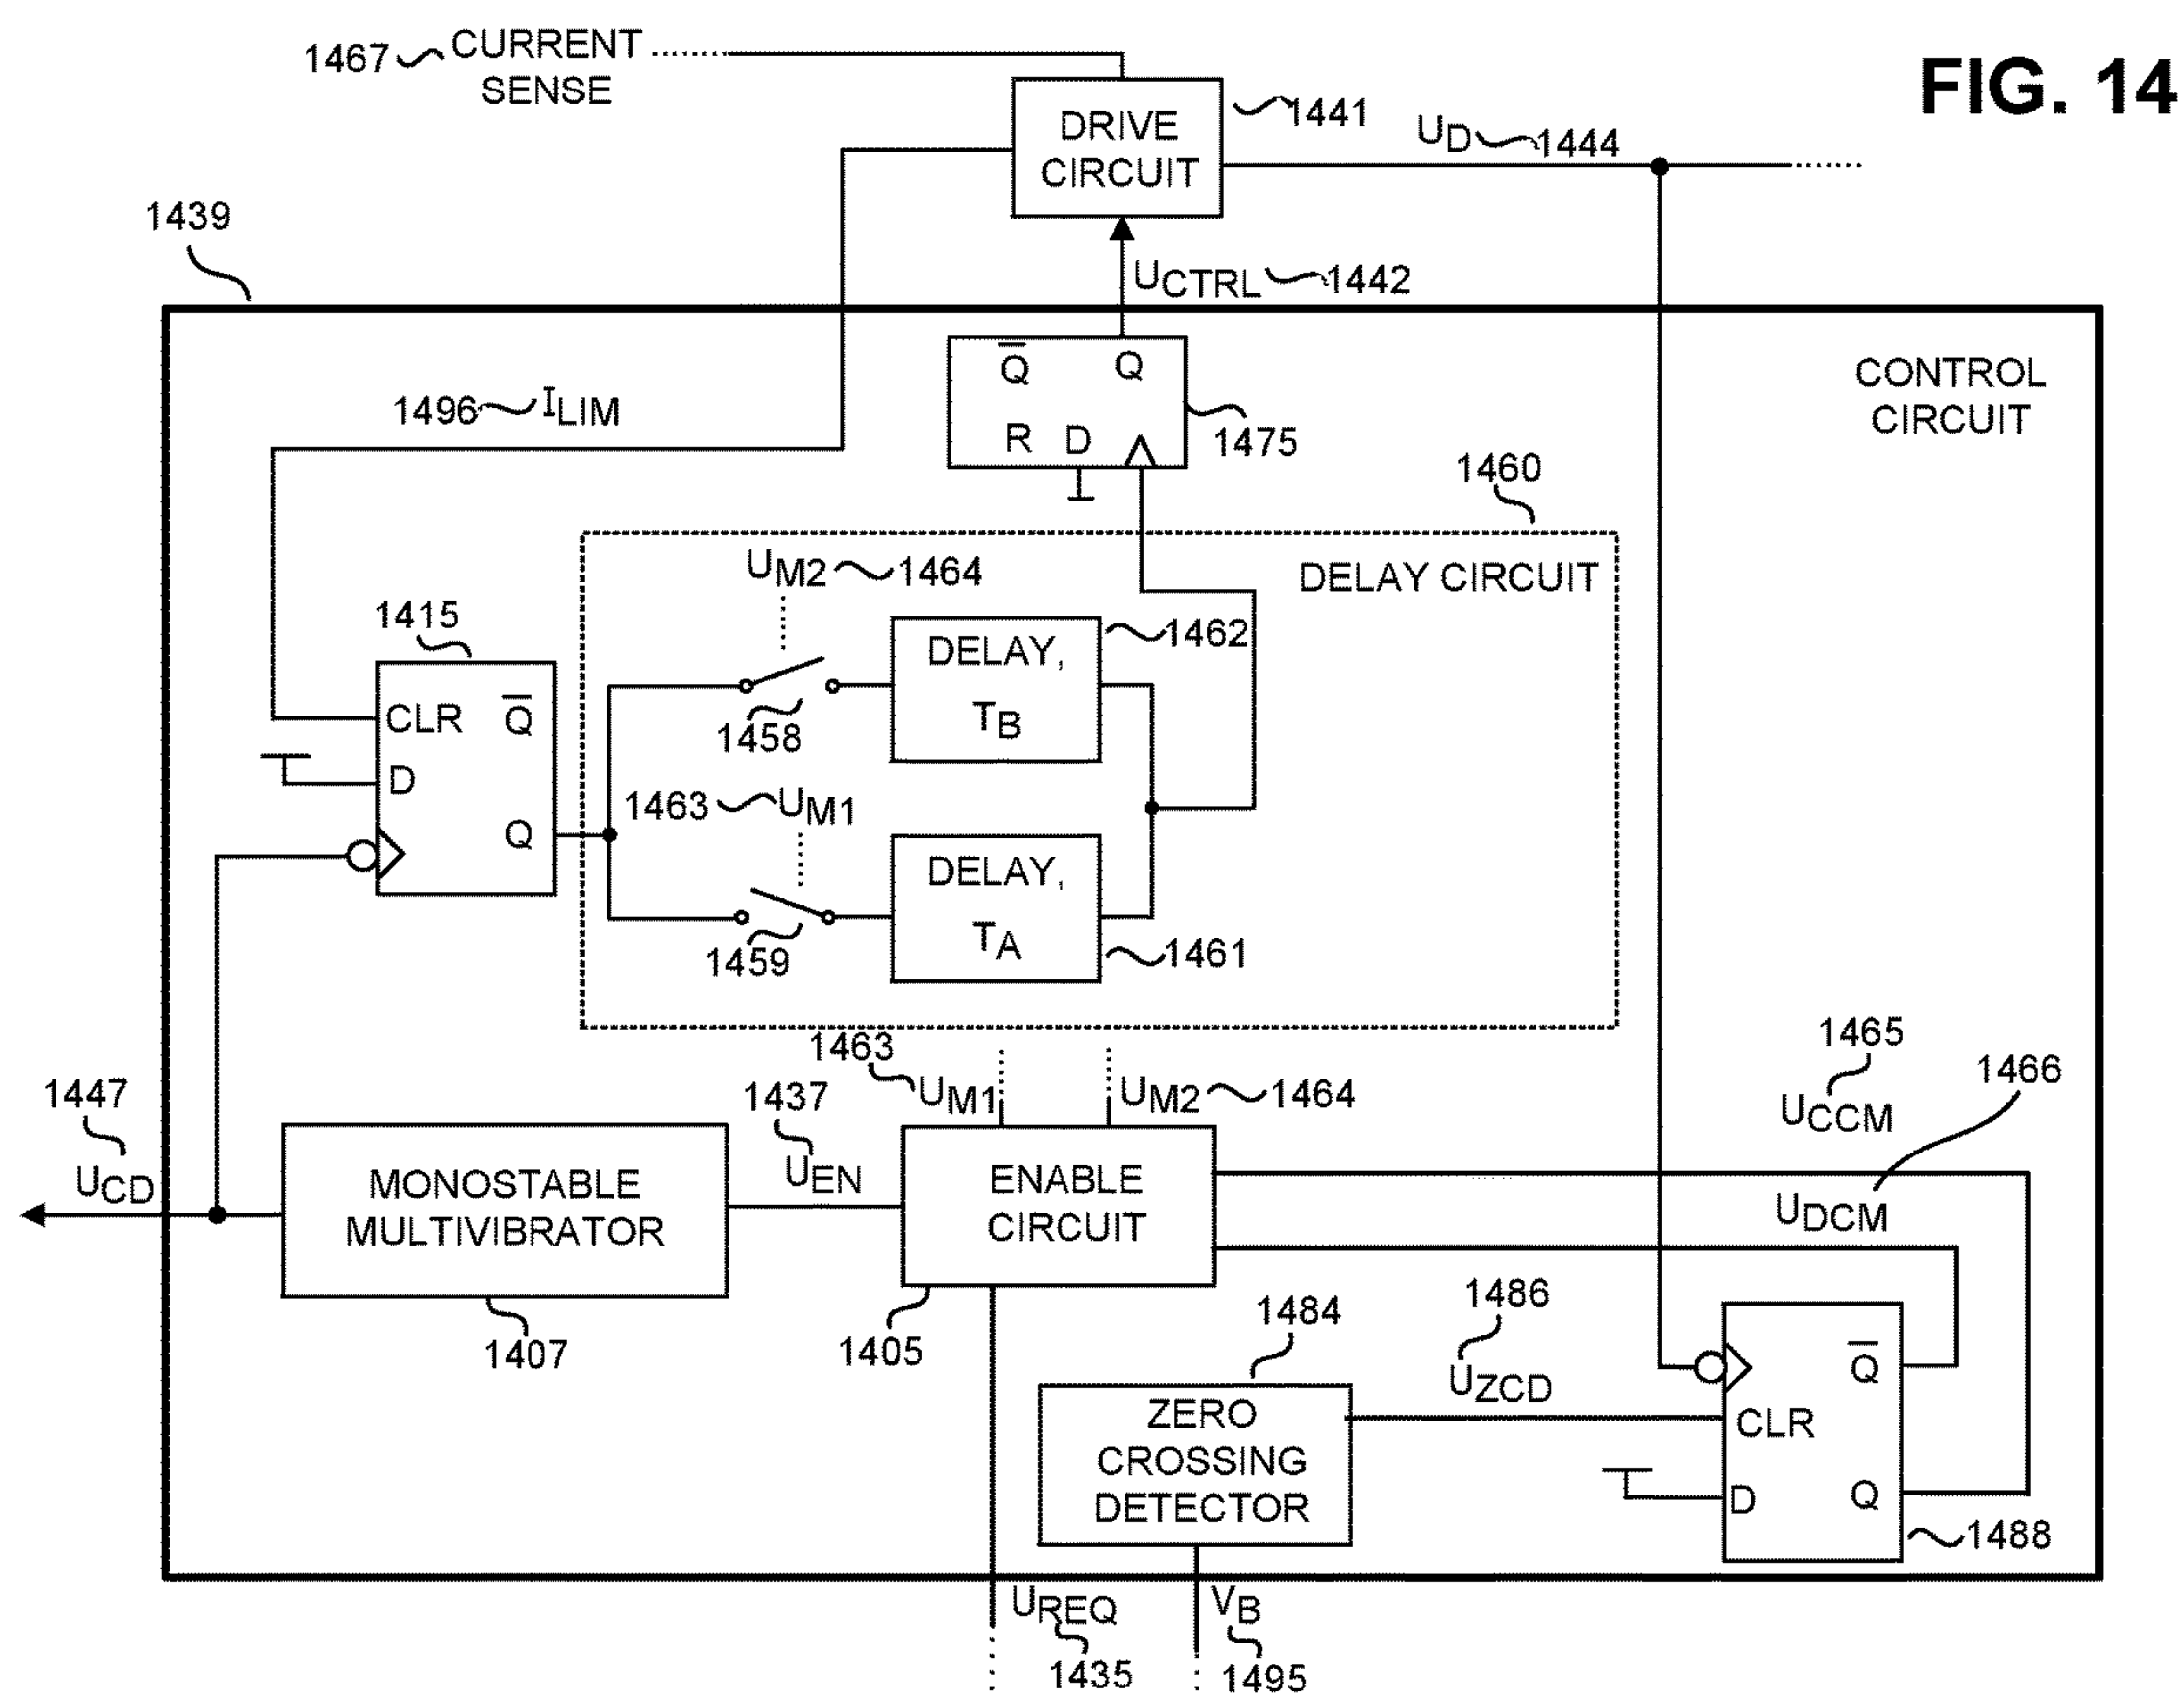 FIG. 14
1467 CURRENT
SENSE
DRIVE
CIRCUIT
1441
UD 1444
1439
UCTRL 1442
CONTROL
CIRCUIT
Q̅ Q
R D
1475
1496 ILIM
1460
DELAY CIRCUIT
UM2 1464
1415
CLR Q̅
D
Q
1458
DELAY,
TB
1462
1463 UM1
1459
DELAY,
TA
1461
1463
UM1
UM2 1464
1465
UCCM
1466
UDCM
1447
UCD
MONOSTABLE
MULTIVIBRATOR
1407
1437
UEN
ENABLE
CIRCUIT
1405
1484
ZERO
CROSSING
DETECTOR
1486
UZCD
Q̅
CLR
D Q
1488
UREQ
1435
VB
1495